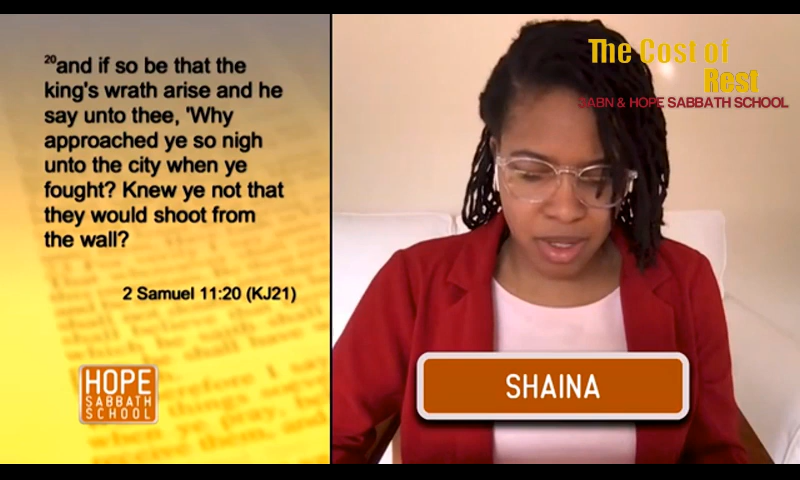 20and if so be that the
king's wrath arise and he
say unto thee, 'Why
approached ye so nigh
unto the city when ye
fought? Knew ye not that
they would shoot from
the wall?
2 Samuel 11:20 (KJ21)
HOPE
SABBATH
SCHOOL
The Cost of
Rest
3ABN & HOPE SABBATH SCHOOL
SHAINA